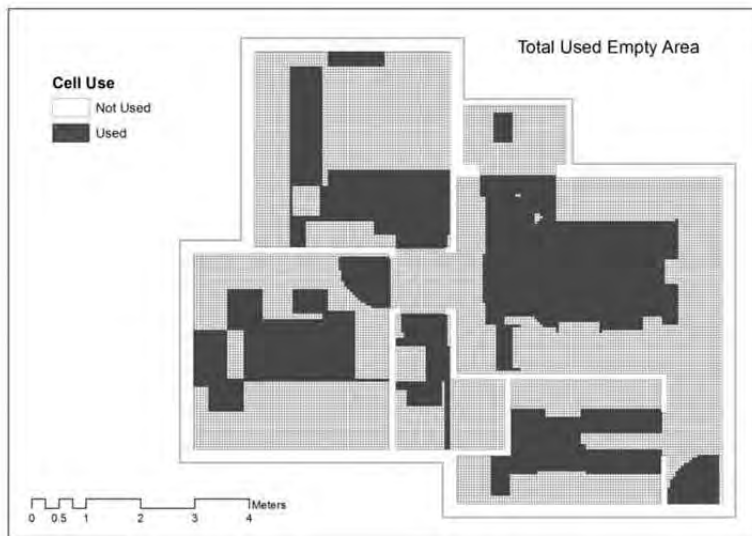 Total Used Empty Area
Cell Use
Not Used
Used
Meters
0 0.5 1 2 3 4